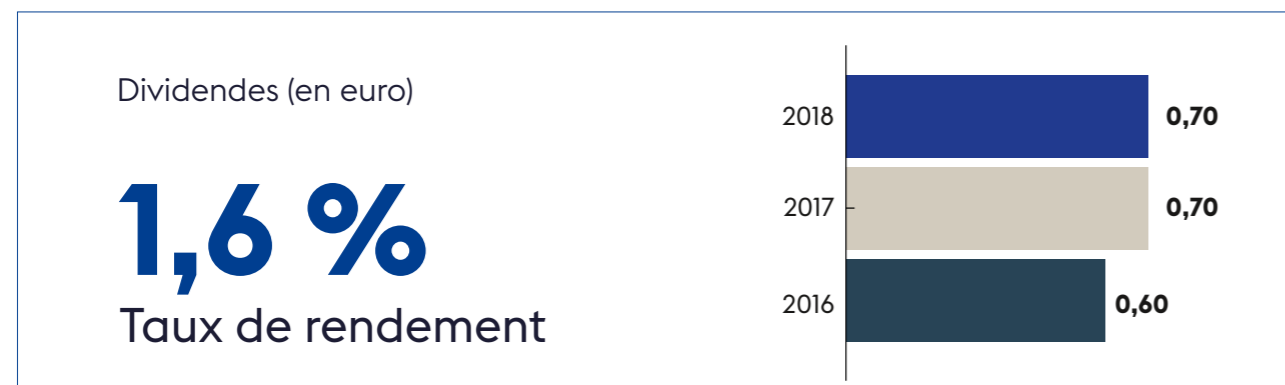 Dividendes (en euro)
1,6 %
Taux de rendement
2018 0,70
2017 0,70
2016 0,60